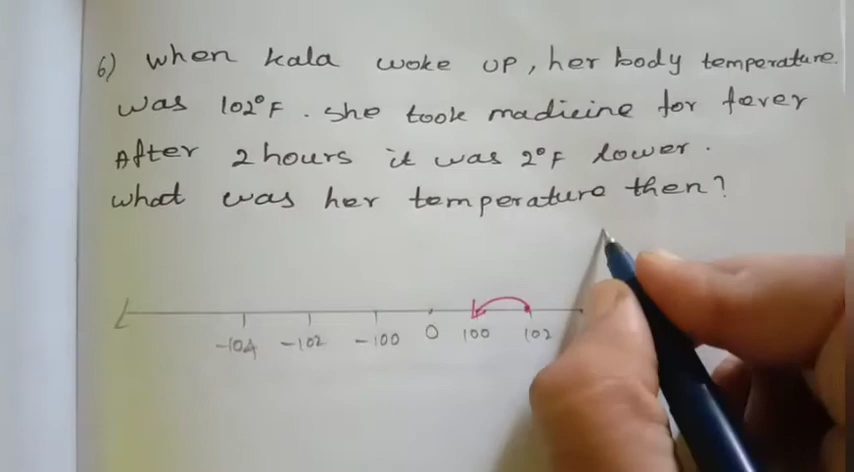 6) when kala woke up, her body temperature.
was 102°F. she took madicine for fever
After 2 hours it was 2°F lower.
what was her temperature then?
-104 -102 -100 0 100 102